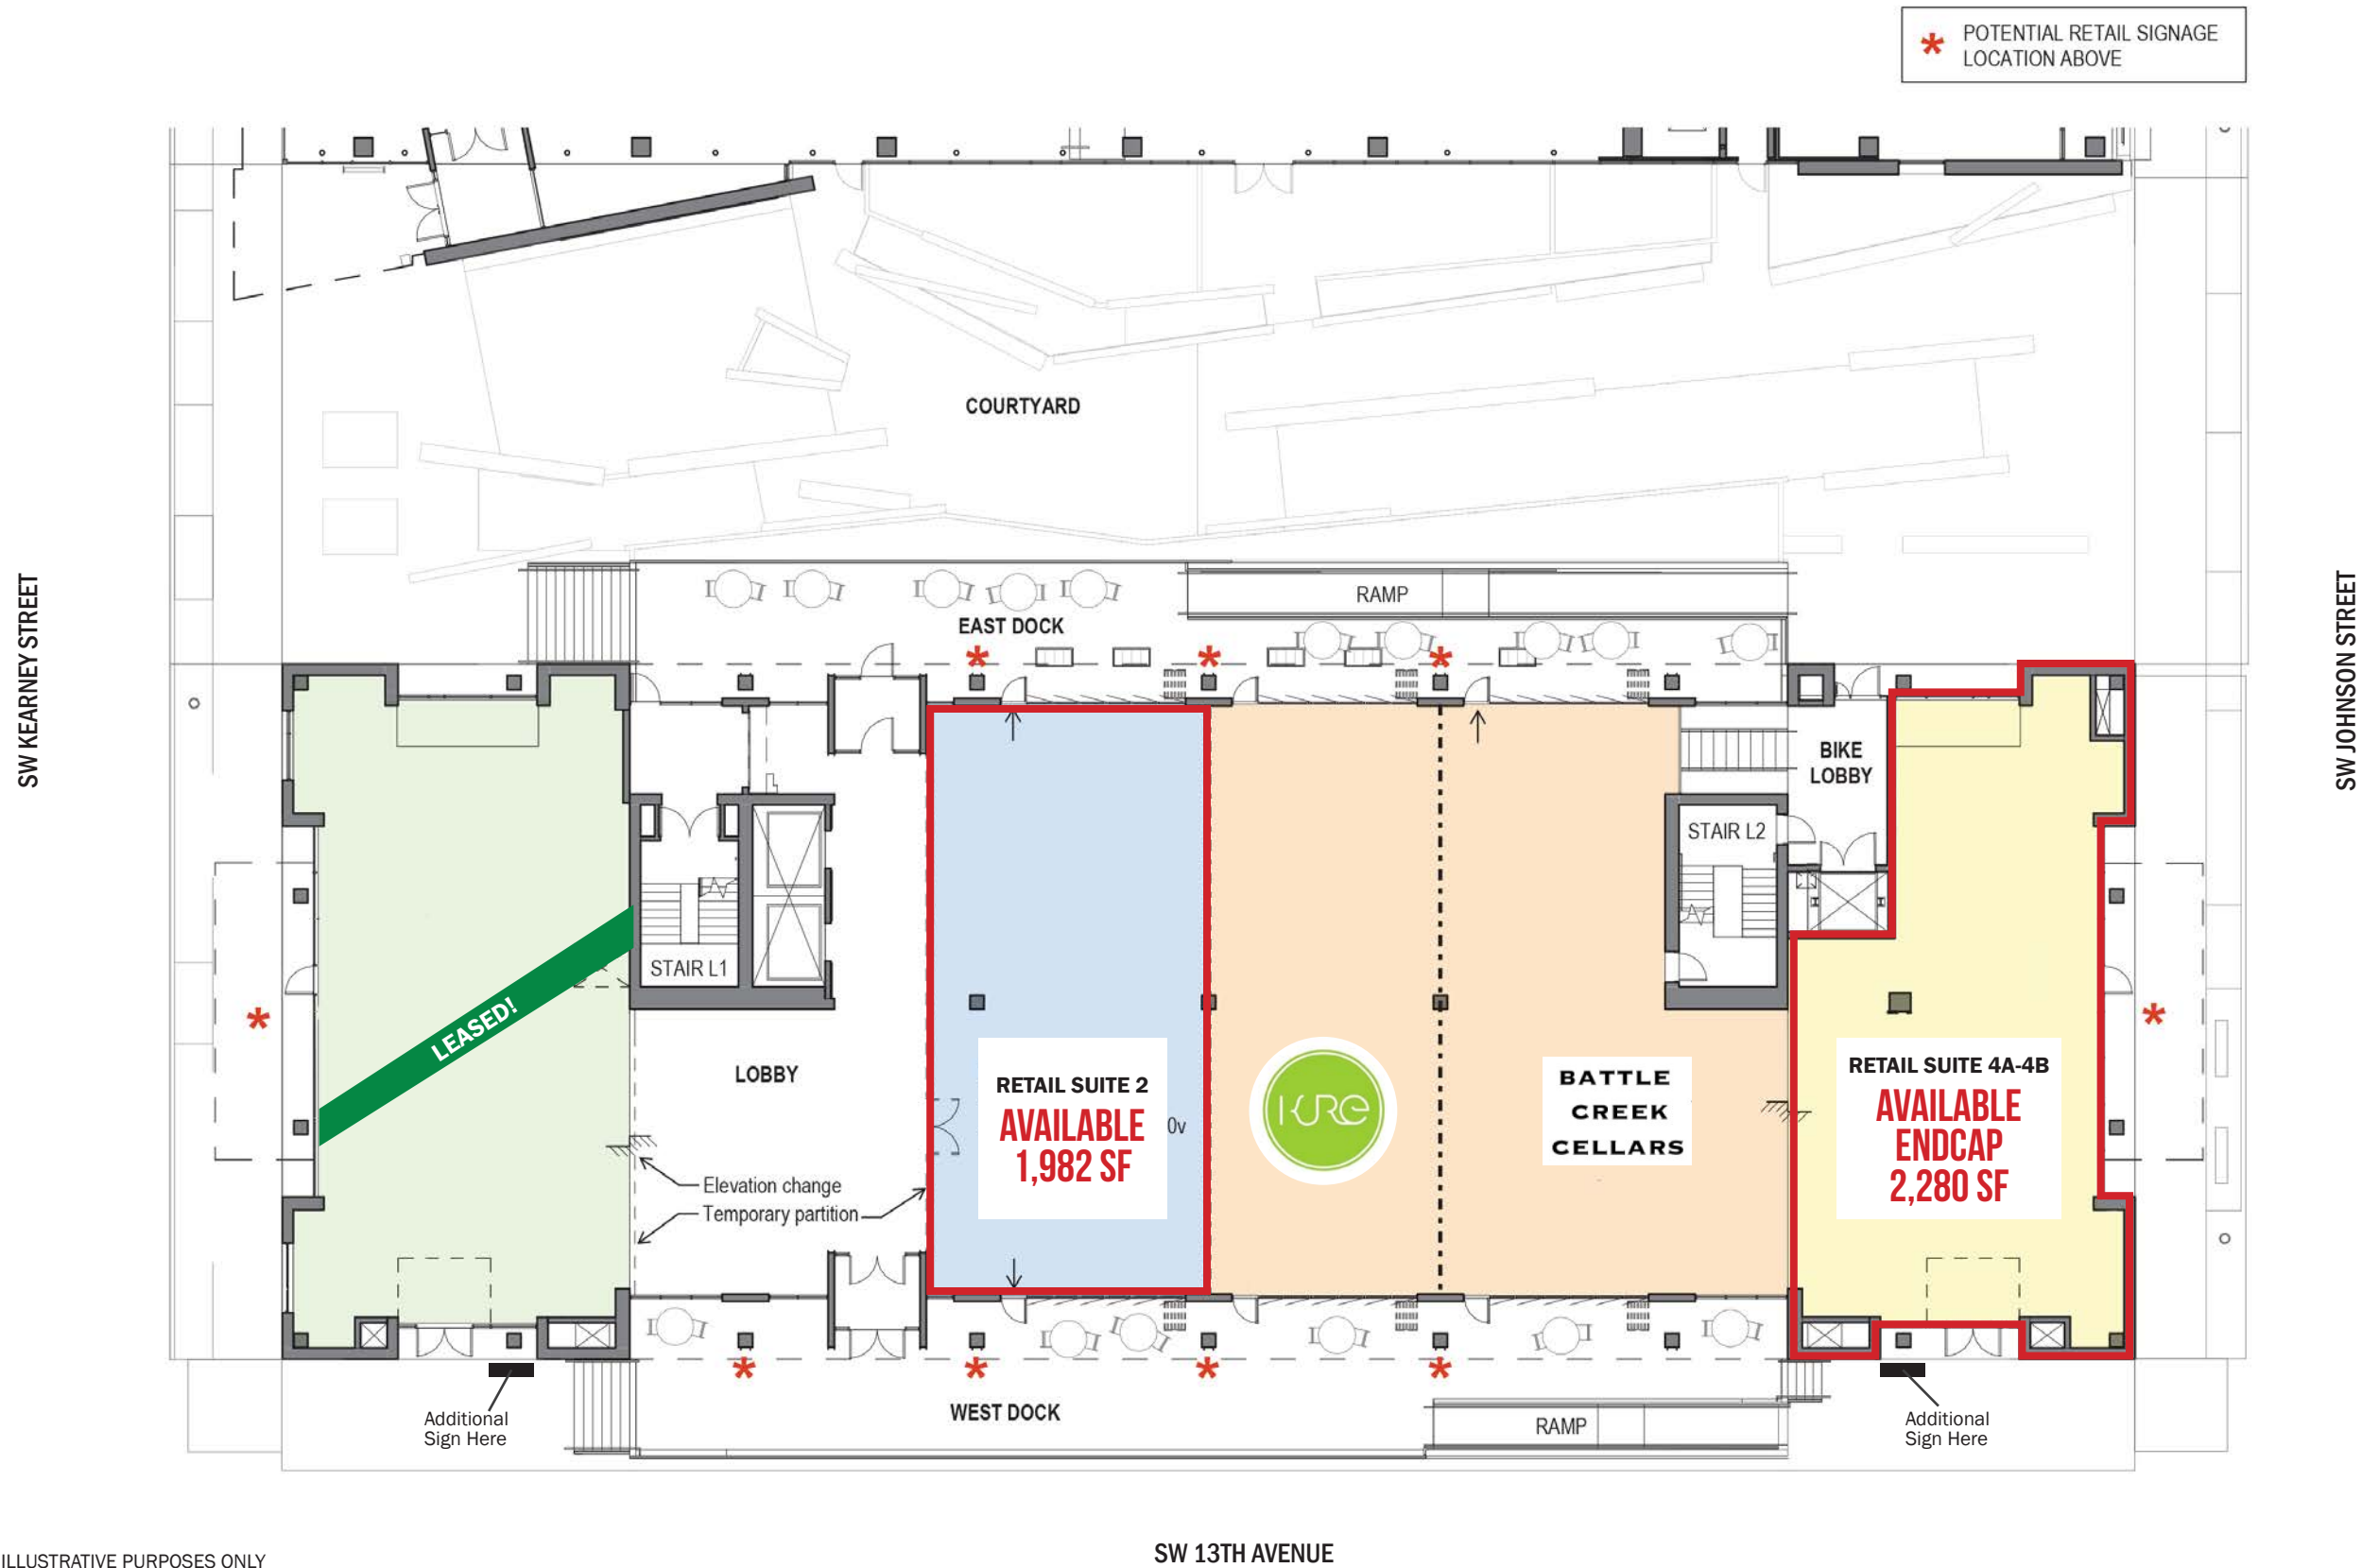 POTENTIAL RETAIL SIGNAGE
LOCATION ABOVE
COURTYARD
SW KEARNEY STREET
SW JOHNSON STREET
RAMP
EAST DOCK
BIKE
LOBBY
STAIR L1
STAIR L2
LEASED!
LOBBY
RETAIL SUITE 2
AVAILABLE
1,982 SF
0v
KURE
BATTLE
CREEK
CELLARS
RETAIL SUITE 4A-4B
AVAILABLE
ENDCAP
2,280 SF
Elevation change
Temporary partition
WEST DOCK
RAMP
Additional
Sign Here
Additional
Sign Here
SW 13TH AVENUE
ILLUSTRATIVE PURPOSES ONLY